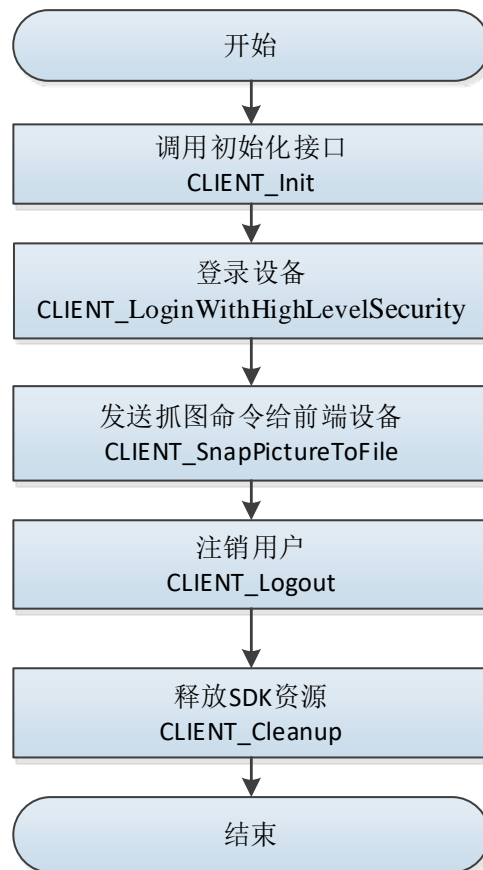 开始
调用初始化接口
CLIENT_Init
登录设备
CLIENT_LoginWithHighLevelSecurity
发送抓图命令给前端设备
CLIENT_SnapPictureToFile
注销用户
CLIENT_Logout
释放SDK资源
CLIENT_Cleanup
结束